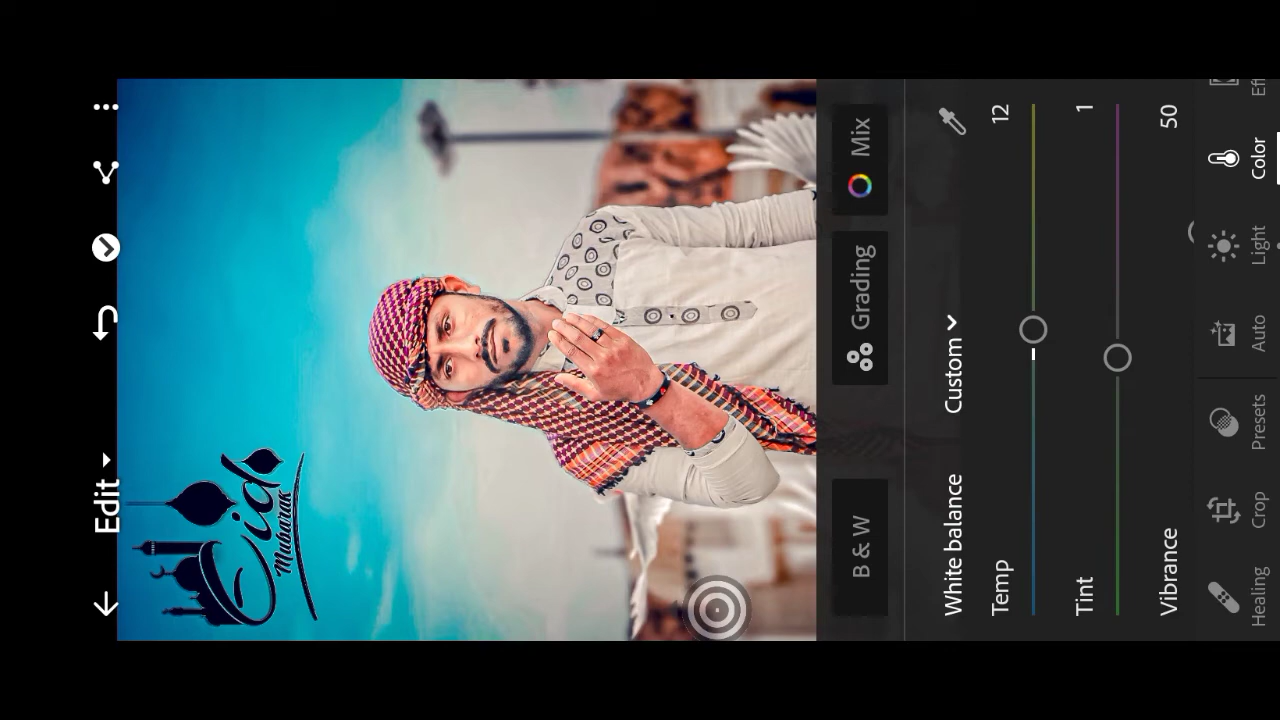 Edit
Eid
Mubarak
B & W
Grading
Mix
White balance
Custom
Temp
12
Tint
1
Vibrance
50
Healing
Crop
Presets
Auto
Light
Color
Eff